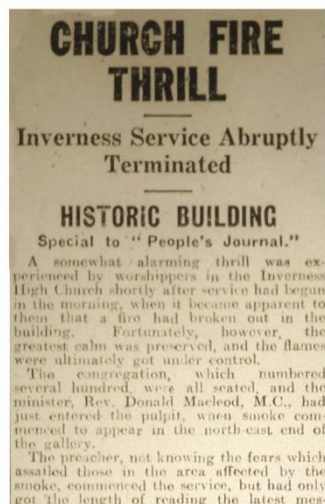 CHURCH FIRE
THRILL
Inverness Service Abruptly
Terminated
HISTORIC BUILDING
Special to "People's Journal."
A somewhat alarming thrill was ex-
perienced by worshippers in the Inverness
High Church shortly after service had begun
in the morning, when it became apparent to
them that a fire had broken out in the
building. Fortunately, however, the
greatest calm was preserved, and the flames
were ultimately got under control.
The congregation, which numbered
several hundred, were all seated, and the
minister, Rev. Donald Macleod, M.C., had
just entered the pulpit, when smoke com-
menced to appear in the north-east end of
the gallery.
The preacher, not knowing the fears which
assailed those in the area affected by the
smoke, commenced the service, but had only
got the length of reading the latest